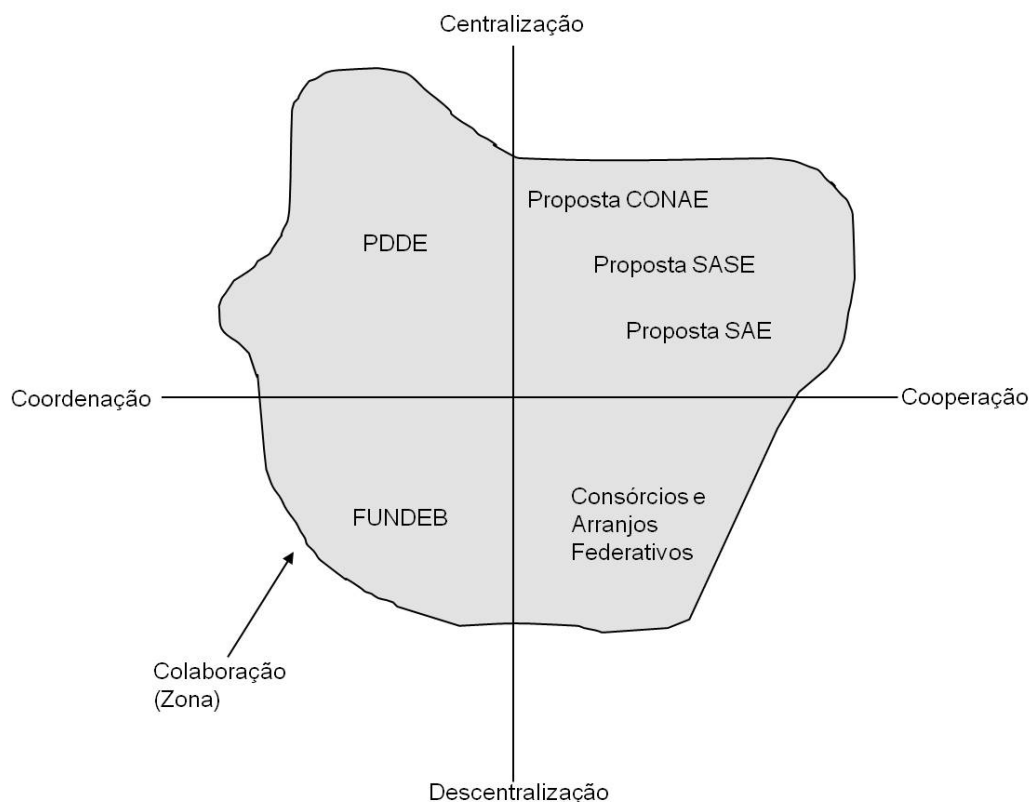 Centralização
Proposta CONAE
PDDE
Proposta SASE
Proposta SAE
Coordenação
Cooperação
FUNDEB
Consórcios e
Arranjos
Federativos
Colaboração
(Zona)
Descentralização